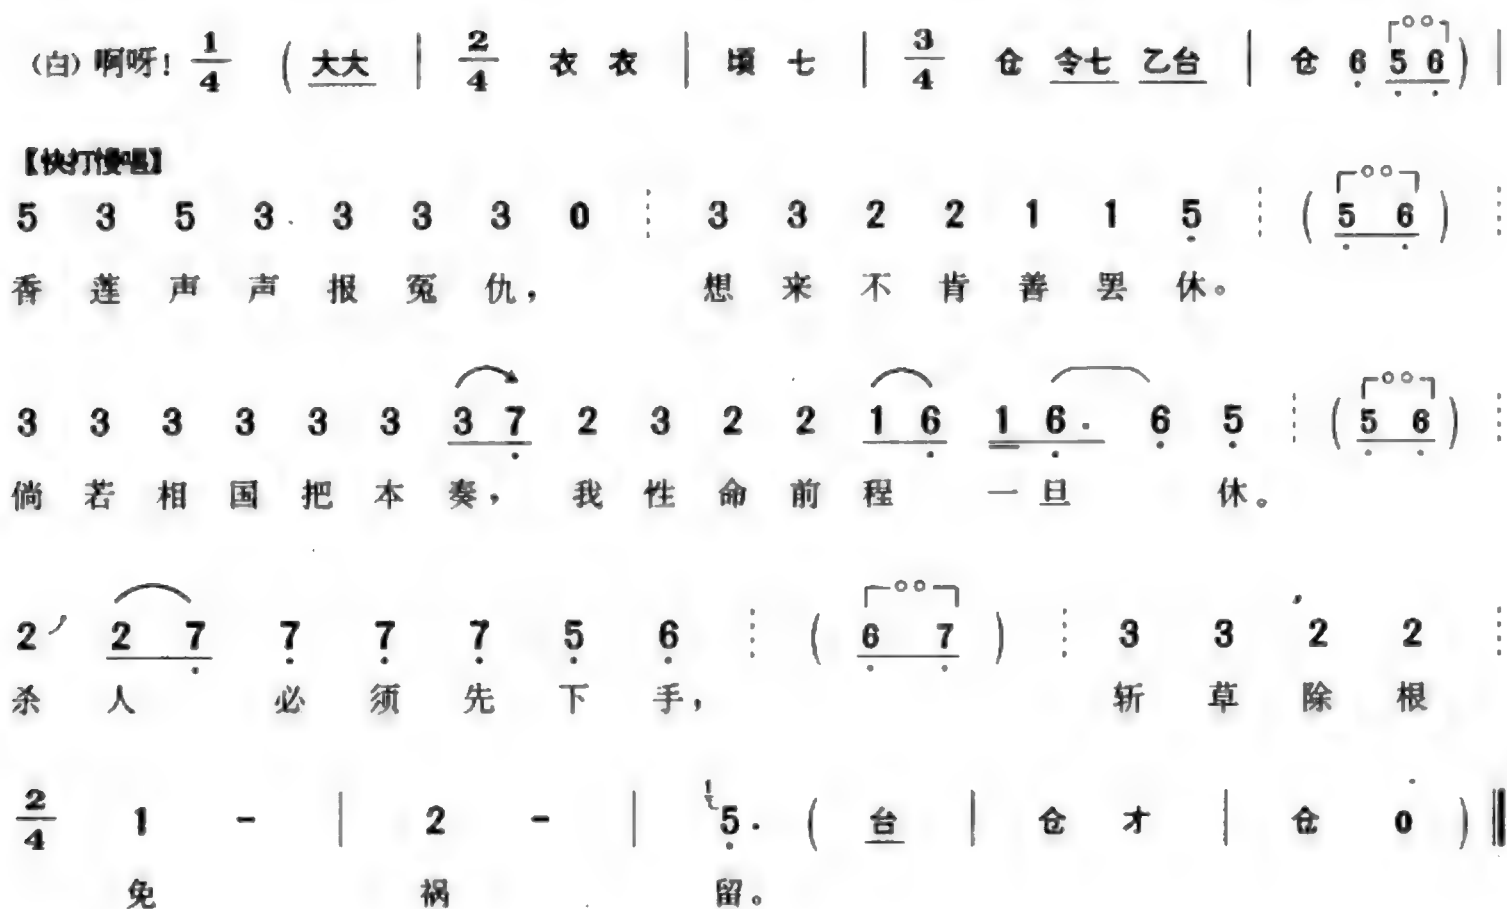 (白) 啊呀! 1/4 ( 大大 | 2/4 衣 衣 | 顷 七 | 3/4 仓 令七 乙台 | 仓 6̣ 5̣ 6̣ ) |
【快打慢唱】
5 3 5 3 3 3 3 0 ┊ 3 3 2 2 1 1 5̣ ┊ ( 5̣ 6̣ ) ┊
香 莲 声 声 报 冤 仇， 想 来 不 肯 善 罢 休。
3 3 3 3 3 3 3 7̣ 2 3 2 2 1 6̣ 1 6̣. 6̣ 5̣ ┊ ( 5̣ 6̣ ) ┊
倘 若 相 国 把 本 奏， 我 性 命 前 程 一 旦 休。
2 2 7̣ 7̣ 7̣ 7̣ 5̣ 6̣ ┊ ( 6̣ 7̣ ) ┊ 3 3 2 2 ┊
杀 人 必 须 先 下 手， 斩 草 除 根
2/4 1 - | 2 - | 1 5̣. ( 台 | 仓 才 | 仓 0 ) ‖
免 祸 留。